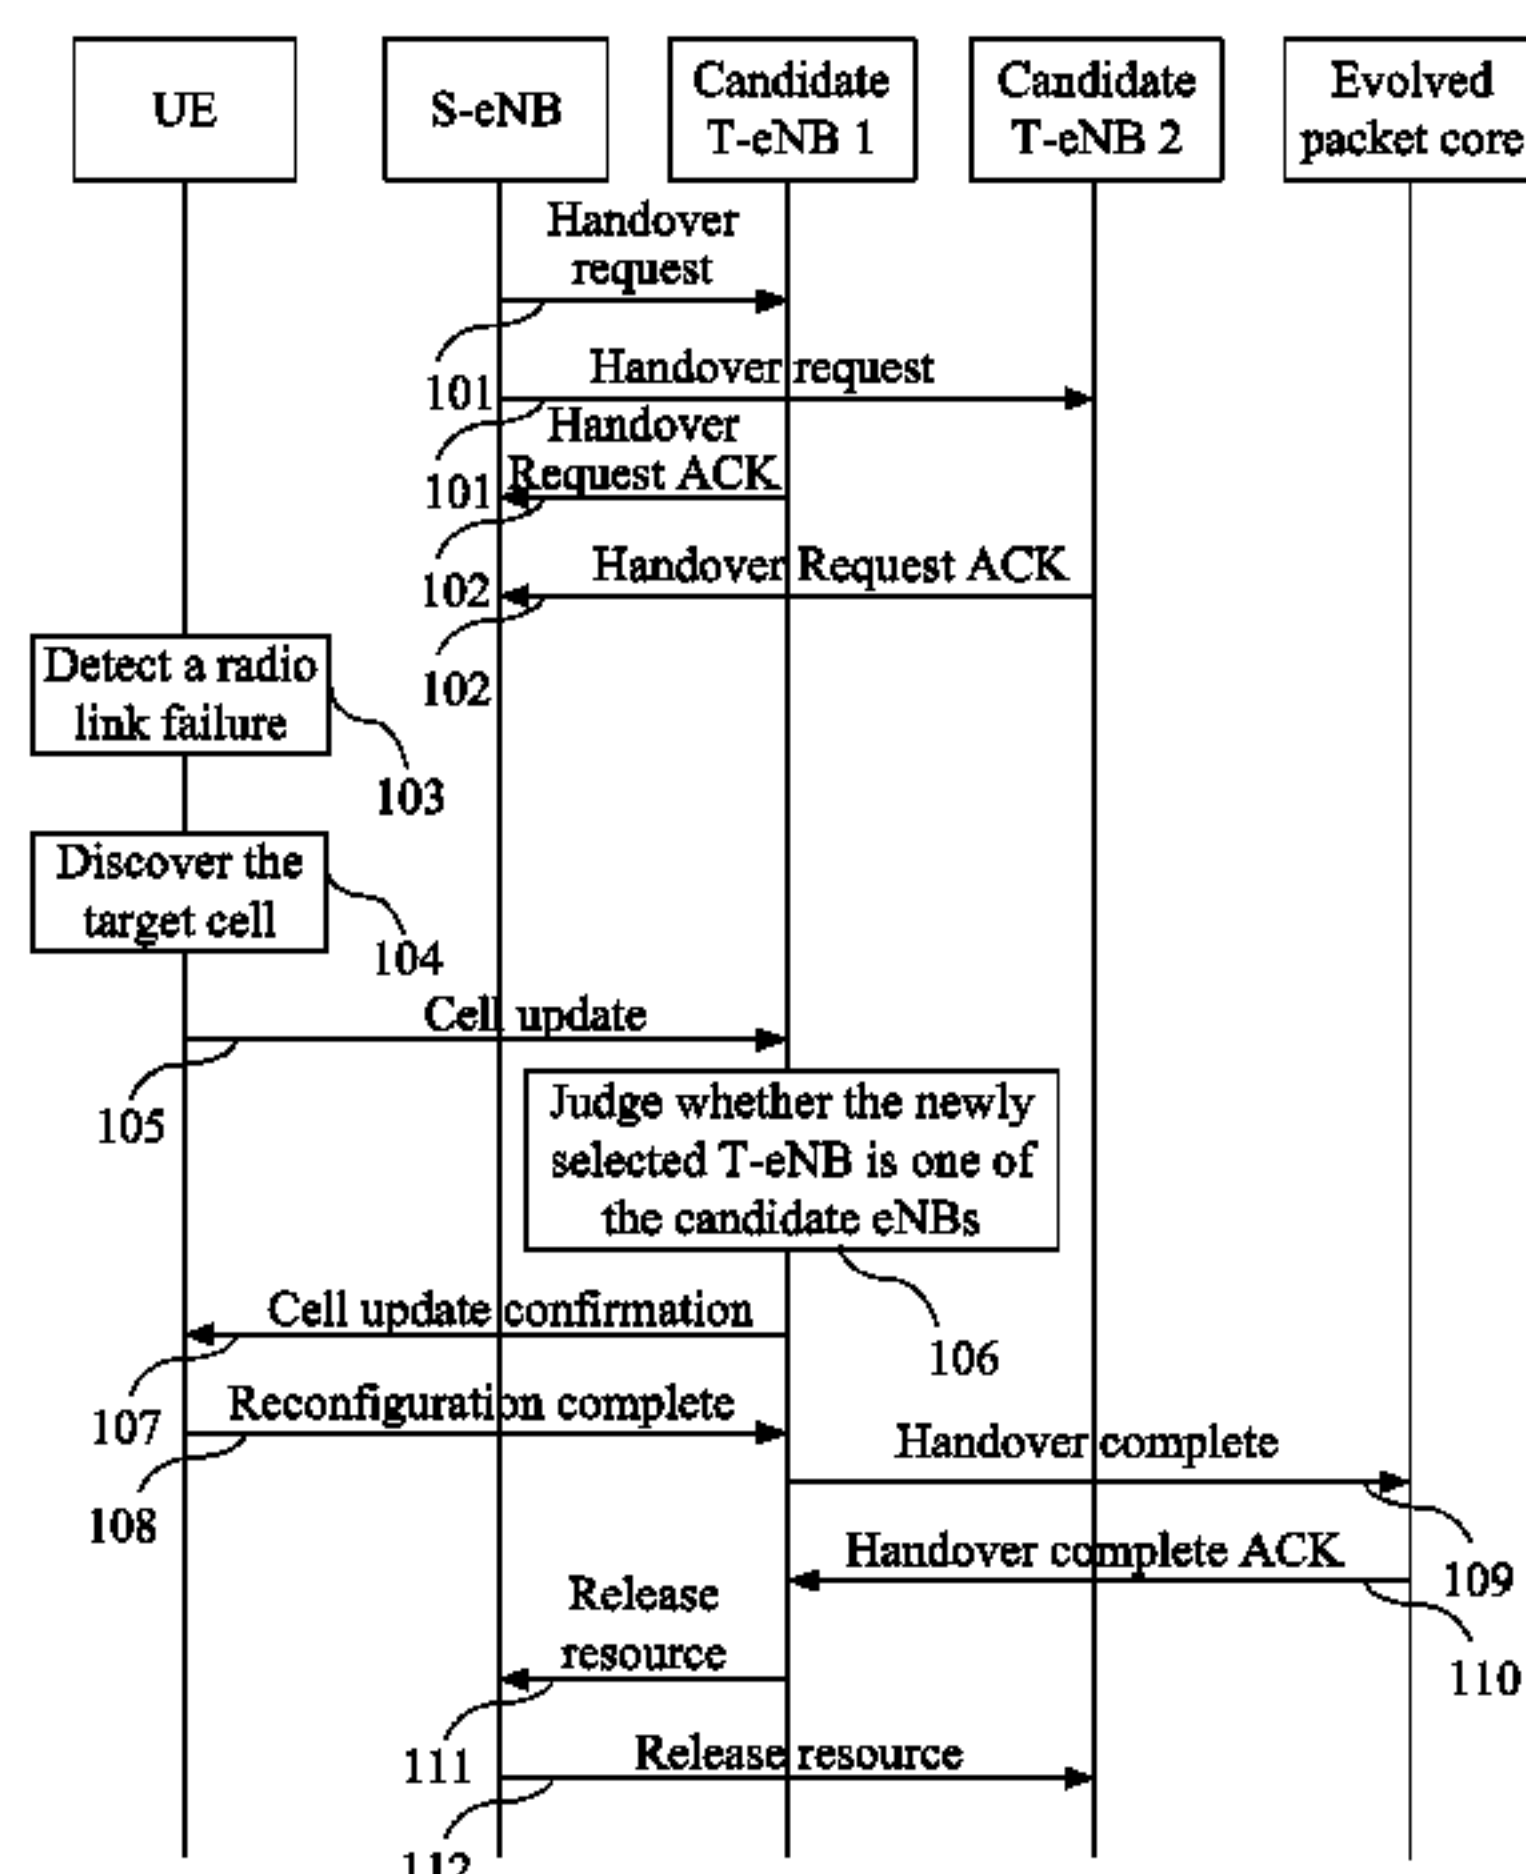 UE
S-eNB
Candidate
T-eNB 1
Candidate
T-eNB 2
Evolved
packet core
Handover
request
101
Handover request
101
Handover
Request ACK
102
Handover Request ACK
102
Detect a radio
link failure
103
Discover the
target cell
104
Cell update
105
Judge whether the newly
selected T-eNB is one of
the candidate eNBs
106
Cell update confirmation
107
Reconfiguration complete
108
Handover complete
109
Handover complete ACK
110
Release
resource
111
Release resource
112